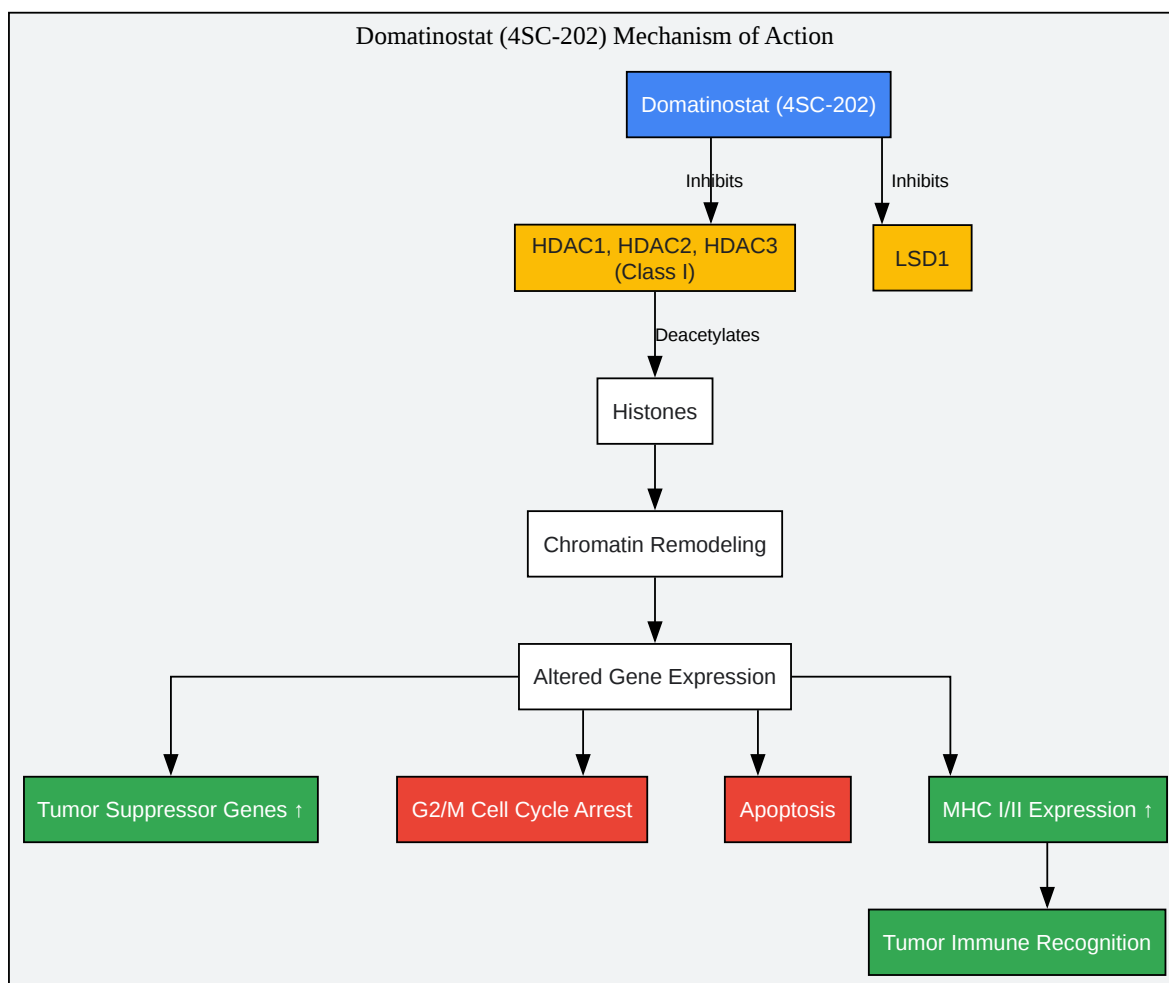 Domatinostat (4SC-202) Mechanism of Action
Domatinostat (4SC-202)
Inhibits
Inhibits
HDAC1, HDAC2, HDAC3
(Class I)
LSD1
Deacetylates
Histones
Chromatin Remodeling
Altered Gene Expression
Tumor Suppressor Genes ↑
G2/M Cell Cycle Arrest
Apoptosis
MHC I/II Expression ↑
Tumor Immune Recognition